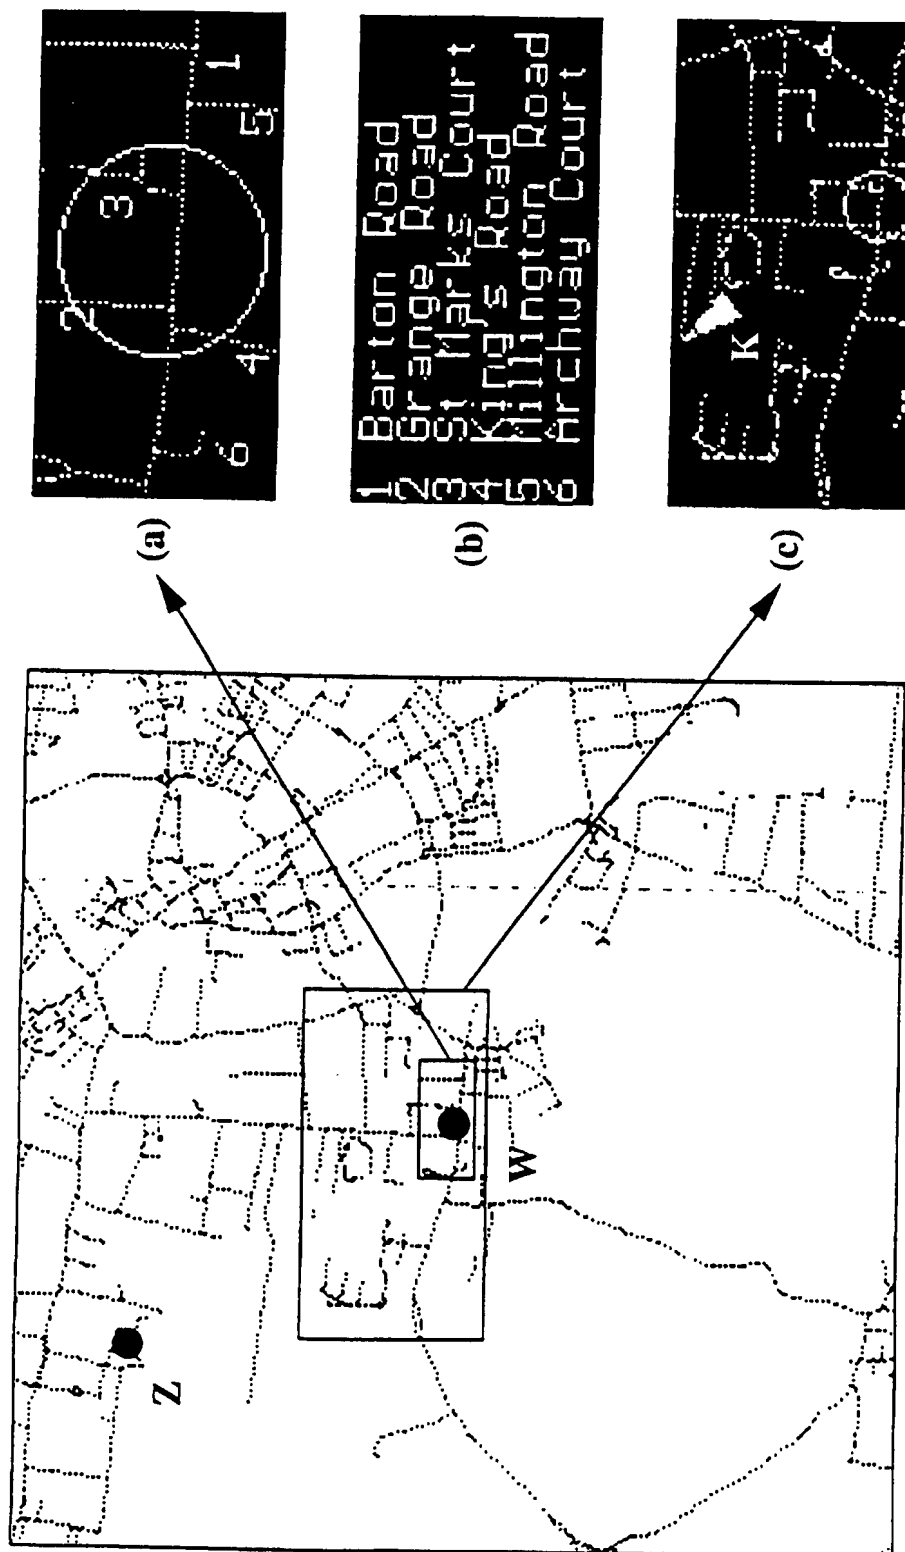 2
3
1
6 4 5
(a)
Z
1 Barton Road
2 Grange Road
3 St Marks Court
4 King's Road
5 Millington Road
6 Archway Court
(b)
W
K
(c)